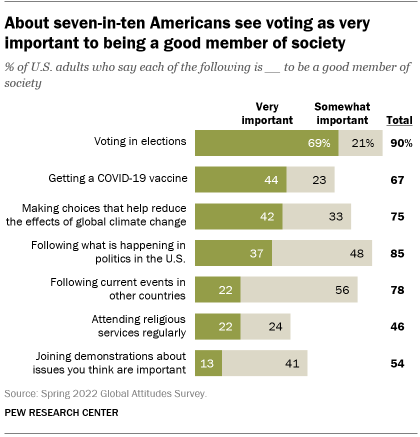 About seven-in-ten Americans see voting as very
important to being a good member of society
% of U.S. adults who say each of the following is __ to be a good member of
society
Very
important
Somewhat
important
Total
Voting in elections 69% 21% 90%
Getting a COVID-19 vaccine 44 23 67
Making choices that help reduce
the effects of global climate change 42 33 75
Following what is happening in
politics in the U.S. 37 48 85
Following current events in
other countries 22 56 78
Attending religious
services regularly 22 24 46
Joining demonstrations about
issues you think are important 13 41 54
Source: Spring 2022 Global Attitudes Survey.
PEW RESEARCH CENTER